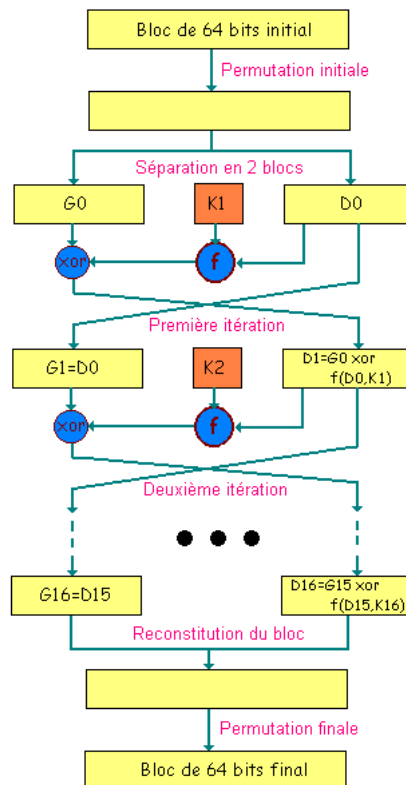 Bloc de 64 bits initial
Permutation initiale
Séparation en 2 blocs
G0
K1
D0
xor
f
Première itération
G1=D0
K2
D1=G0 xor
f(D0,K1)
xor
f
Deuxième itération
G16=D15
D16=G15 xor
f(D15,K16)
Reconstitution du bloc
Permutation finale
Bloc de 64 bits final